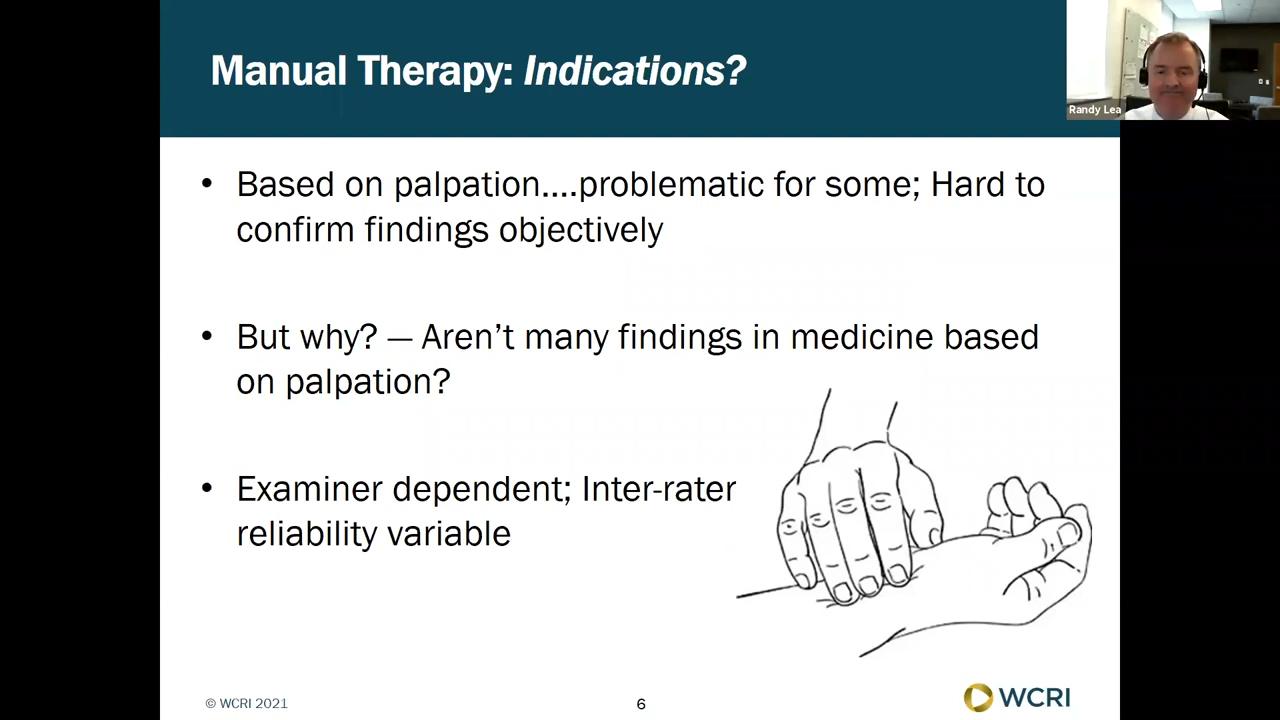 Manual Therapy: Indications?
Randy Lea
• Based on palpation....problematic for some; Hard to
confirm findings objectively
• But why? — Aren’t many findings in medicine based
on palpation?
• Examiner dependent; Inter-rater
reliability variable
© WCRI 2021
6
WCRI